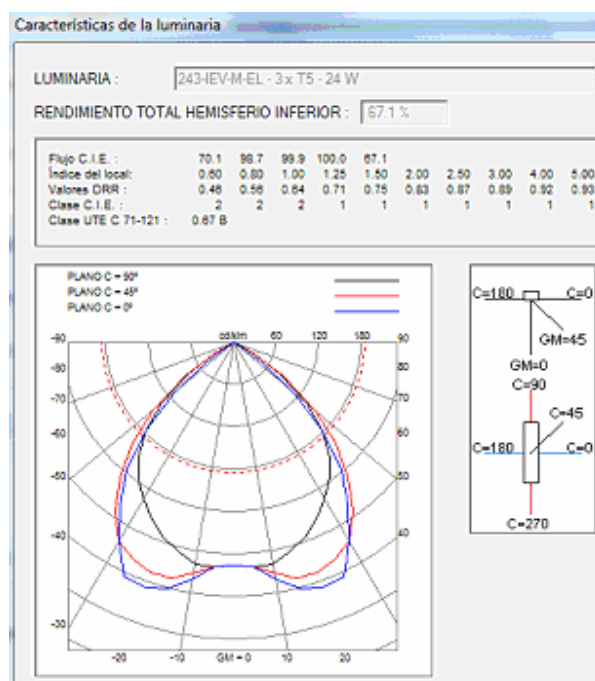 Características de la luminaria
LUMINARIA : 243-IEV-M-EL - 3 x T5 - 24 W
RENDIMIENTO TOTAL HEMISFERIO INFERIOR : 67.1 %
Flujo C.I.E. : 70.1 98.7 99.9 100.0 67.1
Índice del local: 0.60 0.80 1.00 1.25 1.50 2.00 2.50 3.00 4.00 5.00
Valores DRR : 0.46 0.56 0.64 0.71 0.75 0.83 0.87 0.89 0.92 0.93
Clase C.I.E. : 2 2 2 1 1 1 1 1 1 1
Clase UTE C 71-121 : 0.67 B
PLANO C = 90º
PLANO C = 45º
PLANO C = 0º
-90 cd/klm 60 120 180 90
-80 80
-70 70
-60 60
-50 50
-40 40
-30
-20 -10 GM = 0 10 20
C=180 C=0
GM=45
GM=0
C=90
C=45
C=180 C=0
C=270